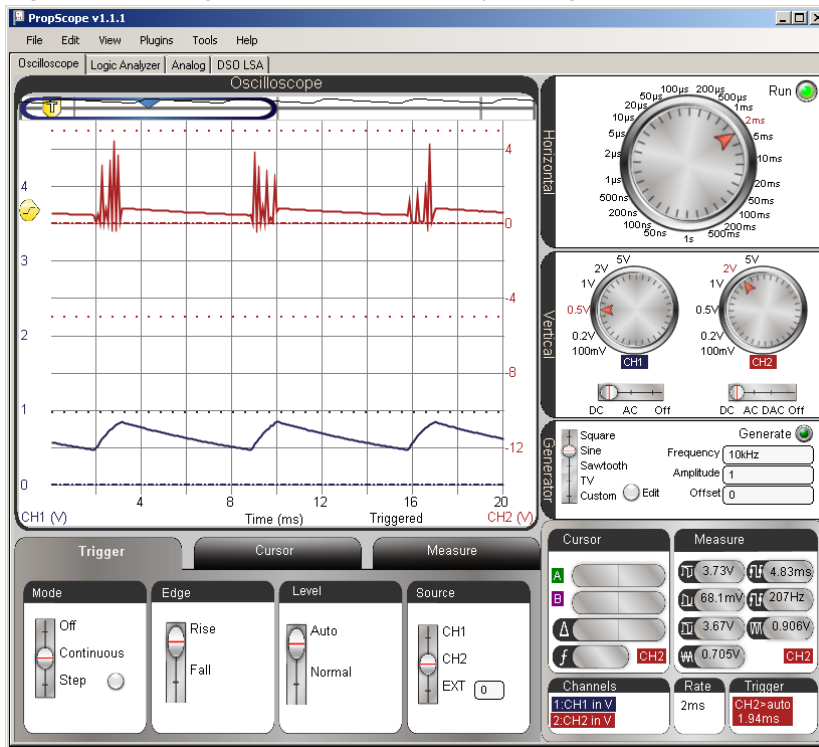 PropScope v1.1.1
File Edit View Plugins Tools Help
Oscilloscope Logic Analyzer Analog DSO LSA
Oscilloscope
T
4
3
2
1
0
4
0
-4
-8
-12
4 8 12 16 20
CH1 (V) Time (ms) Triggered CH2 (V)
Horizontal
Run
50ns
100ns
200ns
500ns
1µs
2µs
5µs
10µs
20µs
50µs
100µs
200µs
500µs
1ms
2ms
5ms
10ms
20ms
50ms
100ms
200ms
500ms
1s
Vertical
5V
2V
1V
0.5V
0.2V
100mV
CH1
DC AC Off
5V
2V
1V
0.5V
0.2V
100mV
CH2
DC AC DAC Off
Generator
Square
Sine
Sawtooth
TV
Custom Edit
Generate
Frequency 10kHz
Amplitude 1
Offset 0
Trigger Cursor Measure
Mode
Off
Continuous
Step
Edge
Rise
Fall
Level
Auto
Normal
Source
CH1
CH2
EXT 0
Cursor
A
B
Δ
f CH2
Measure
3.73V 4.83ms
68.1mV 207Hz
3.67V 0.906V
0.705V CH2
Channels
1:CH1 in V
2:CH2 in V
Rate
2ms
Trigger
CH2>auto
1.94ms